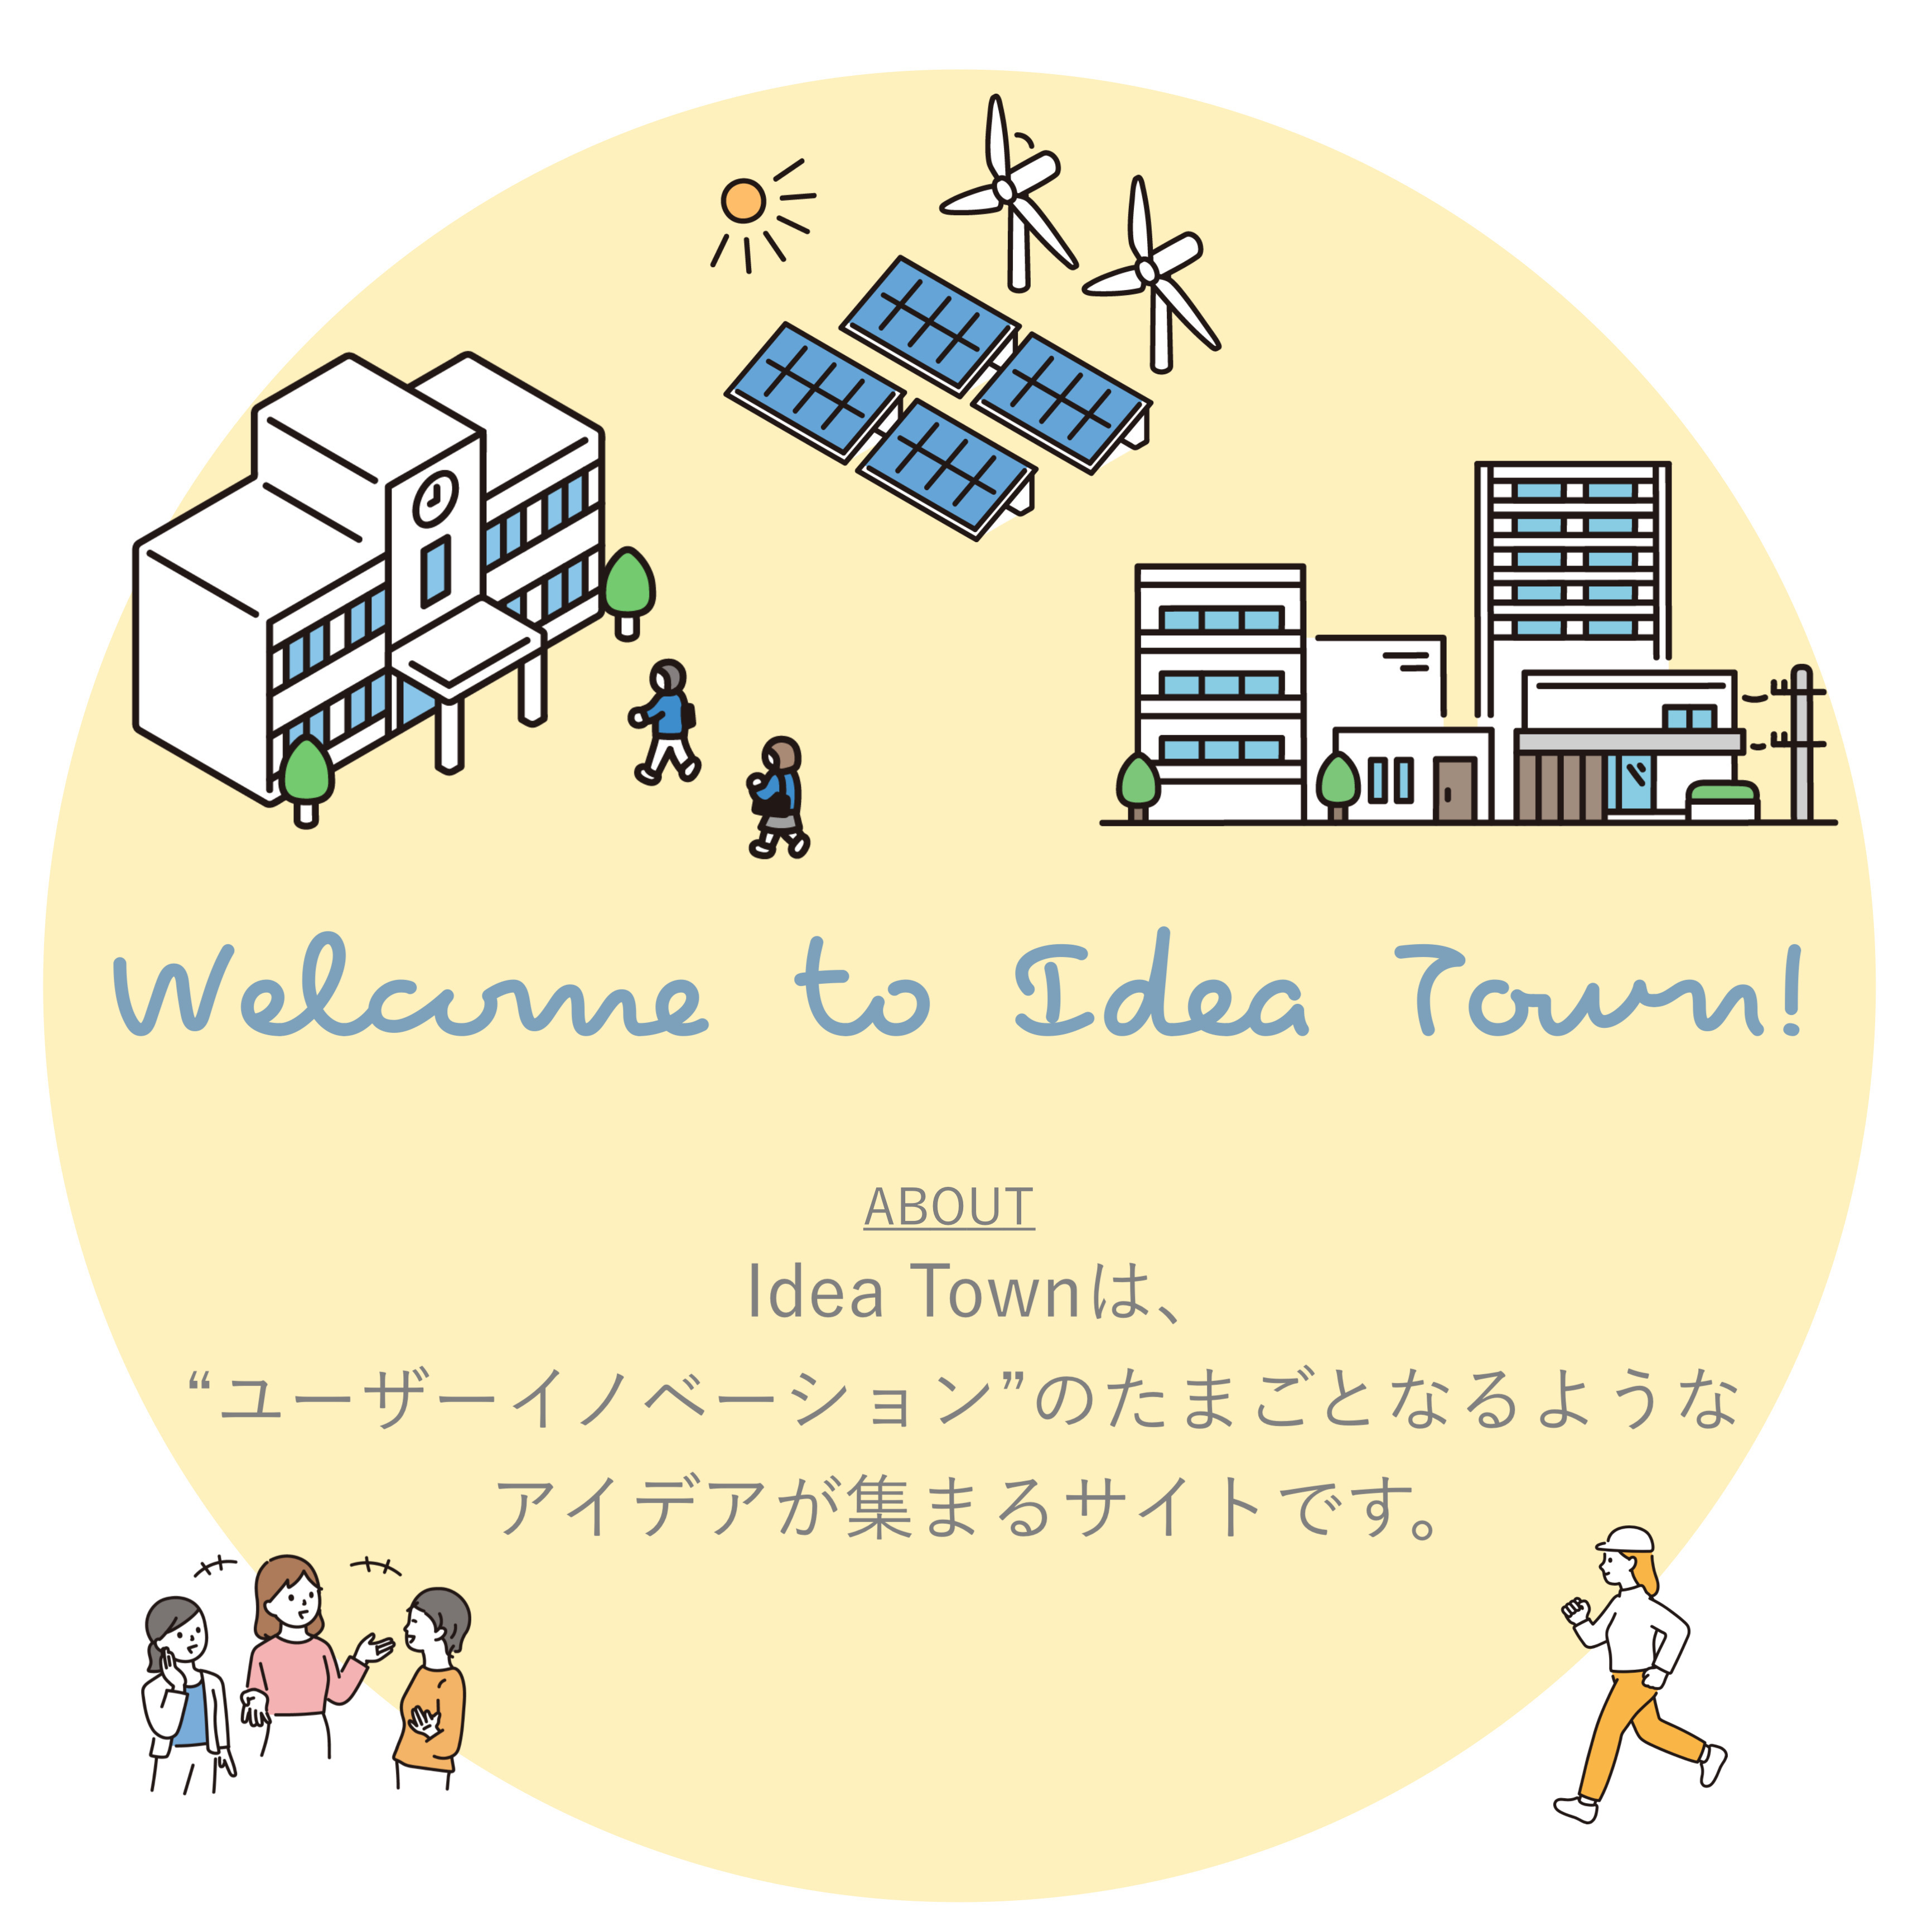 Welcome to Idea Town!
ABOUT
Idea Townは、
“ユーザーイノベーション”のたまごとなるような
アイデアが集まるサイトです。